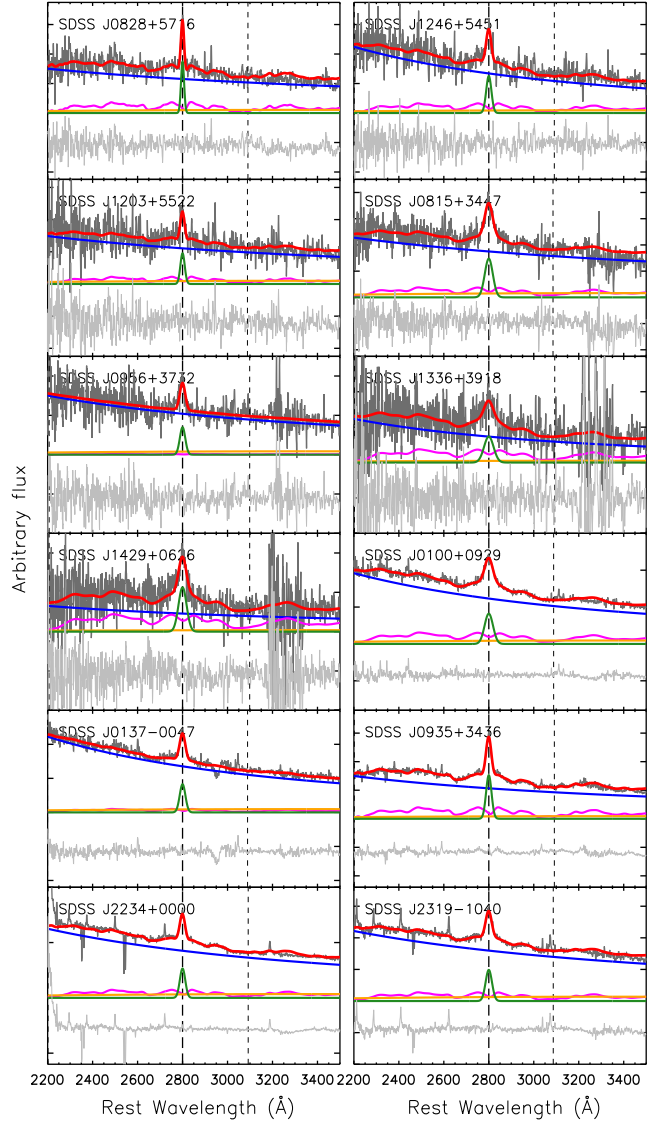 SDSS J0828+5716
SDSS J1246+5451
SDSS J1203+5522
SDSS J0815+3447
SDSS J0956+3732
SDSS J1336+3918
SDSS J1429+0626
SDSS J0100+0929
SDSS J0137-0047
SDSS J0935+3436
SDSS J2234+0000
SDSS J2319-1040
Arbitrary flux
2200 2400 2600 2800 3000 3200 3400 2200 2400 2600 2800 3000 3200 3400
Rest Wavelength (Å) Rest Wavelength (Å)